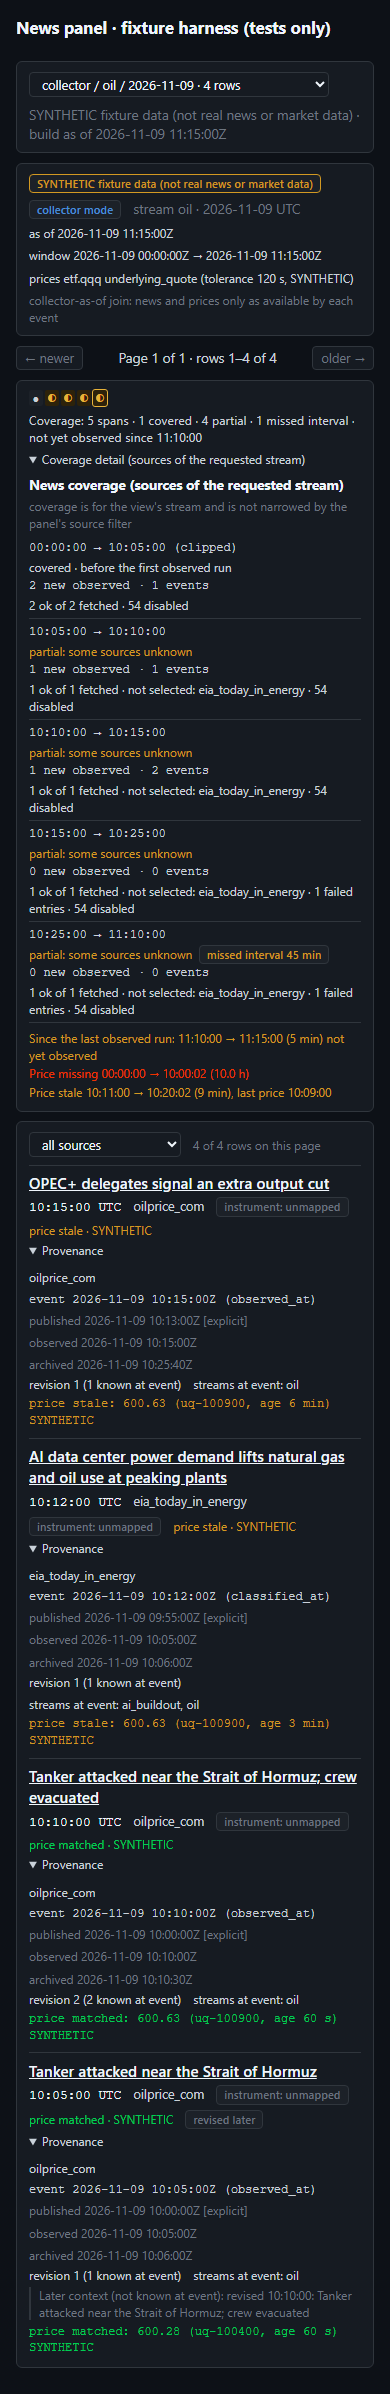 News panel · fixture harness (tests only)
collector / oil / 2026-11-09 · 4 rows
SYNTHETIC fixture data (not real news or market data) ·
build as of 2026-11-09 11:15:00Z
SYNTHETIC fixture data (not real news or market data)
collector mode stream oil · 2026-11-09 UTC
as of 2026-11-09 11:15:00Z
window 2026-11-09 00:00:00Z → 2026-11-09 11:15:00Z
prices etf.qqq underlying_quote (tolerance 120 s, SYNTHETIC)
collector-as-of join: news and prices only as available by each
event
← newer Page 1 of 1 · rows 1–4 of 4 older →
Coverage: 5 spans · 1 covered · 4 partial · 1 missed interval ·
not yet observed since 11:10:00
▼ Coverage detail (sources of the requested stream)
News coverage (sources of the requested stream)
coverage is for the view's stream and is not narrowed by the
panel's source filter
00:00:00 → 10:05:00 (clipped)
covered · before the first observed run
2 new observed · 1 events
2 ok of 2 fetched · 54 disabled
10:05:00 → 10:10:00
partial: some sources unknown
1 new observed · 1 events
1 ok of 1 fetched · not selected: eia_today_in_energy · 54
disabled
10:10:00 → 10:15:00
partial: some sources unknown
1 new observed · 2 events
1 ok of 1 fetched · not selected: eia_today_in_energy · 54
disabled
10:15:00 → 10:25:00
partial: some sources unknown
0 new observed · 0 events
1 ok of 1 fetched · not selected: eia_today_in_energy · 1 failed
entries · 54 disabled
10:25:00 → 11:10:00
partial: some sources unknown missed interval 45 min
0 new observed · 0 events
1 ok of 1 fetched · not selected: eia_today_in_energy · 1 failed
entries · 54 disabled
Since the last observed run: 11:10:00 → 11:15:00 (5 min) not
yet observed
Price missing 00:00:00 → 10:00:02 (10.0 h)
Price stale 10:11:00 → 10:20:02 (9 min), last price 10:09:00
all sources 4 of 4 rows on this page
OPEC+ delegates signal an extra output cut
10:15:00 UTC oilprice_com instrument: unmapped
price stale · SYNTHETIC
▼ Provenance
oilprice_com
event 2026-11-09 10:15:00Z (observed_at)
published 2026-11-09 10:13:00Z [explicit]
observed 2026-11-09 10:15:00Z
archived 2026-11-09 10:25:40Z
revision 1 (1 known at event) streams at event: oil
price stale: 600.63 (uq-100900, age 6 min)
SYNTHETIC
AI data center power demand lifts natural gas
and oil use at peaking plants
10:12:00 UTC eia_today_in_energy
instrument: unmapped price stale · SYNTHETIC
▼ Provenance
eia_today_in_energy
event 2026-11-09 10:12:00Z (classified_at)
published 2026-11-09 09:55:00Z [explicit]
observed 2026-11-09 10:05:00Z
archived 2026-11-09 10:06:00Z
revision 1 (1 known at event)
streams at event: ai_buildout, oil
price stale: 600.63 (uq-100900, age 3 min)
SYNTHETIC
Tanker attacked near the Strait of Hormuz; crew
evacuated
10:10:00 UTC oilprice_com instrument: unmapped
price matched · SYNTHETIC
▼ Provenance
oilprice_com
event 2026-11-09 10:10:00Z (observed_at)
published 2026-11-09 10:00:00Z [explicit]
observed 2026-11-09 10:10:00Z
archived 2026-11-09 10:10:30Z
revision 2 (2 known at event) streams at event: oil
price matched: 600.63 (uq-100900, age 60 s)
SYNTHETIC
Tanker attacked near the Strait of Hormuz
10:05:00 UTC oilprice_com instrument: unmapped
price matched · SYNTHETIC revised later
▼ Provenance
oilprice_com
event 2026-11-09 10:05:00Z (observed_at)
published 2026-11-09 10:00:00Z [explicit]
observed 2026-11-09 10:05:00Z
archived 2026-11-09 10:06:00Z
revision 1 (1 known at event) streams at event: oil
Later context (not known at event): revised 10:10:00: Tanker
attacked near the Strait of Hormuz; crew evacuated
price matched: 600.28 (uq-100400, age 60 s)
SYNTHETIC